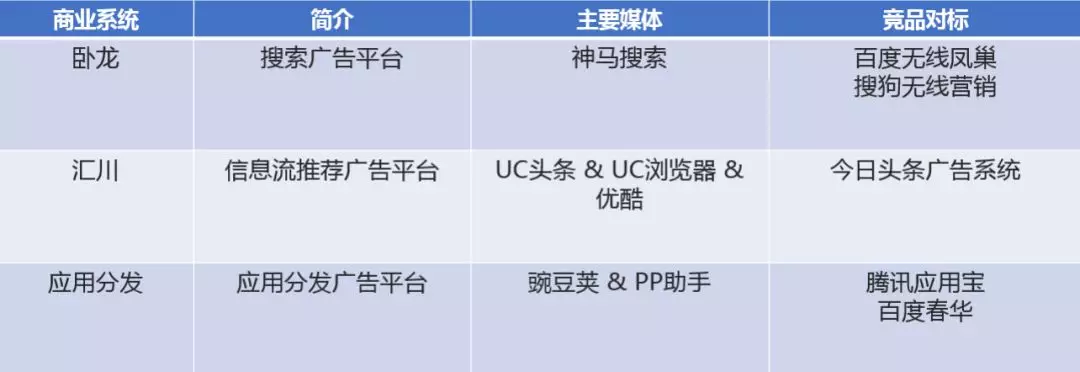 商业系统 简介 主要媒体 竞品对标
卧龙 搜索广告平台 神马搜索 百度无线凤巢
搜狗无线营销
汇川 信息流推荐广告平台 UC头条 & UC浏览器 & 今日头条广告系统
优酷
应用分发 应用分发广告平台 豌豆荚 & PP助手 腾讯应用宝
百度春华